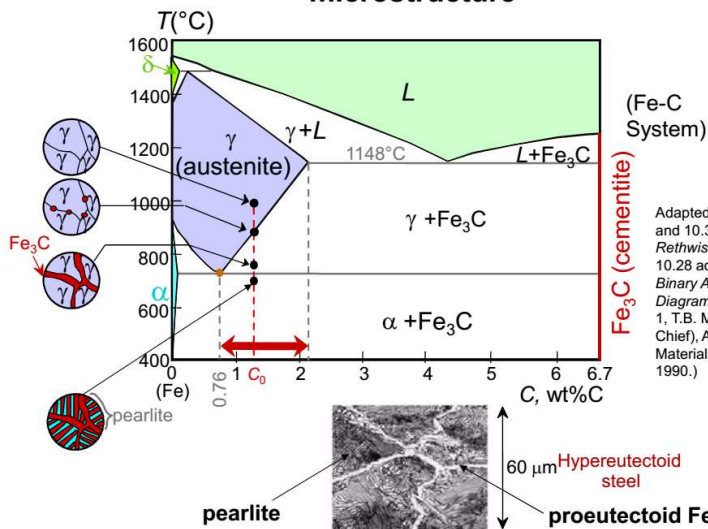 microstructure
T(°C)
1600
1400
1200
1000
800
600
400
δ
L
γ
(austenite)
γ+L
1148°C
L+Fe₃C
(Fe-C
System)
γ +Fe₃C
α +Fe₃C
α
Fe₃C (cementite)
0
1
2
3
4
5
6
6.7
(Fe)
0.76
C₀
C, wt%C
γ
γ
γ
γ
γ
γ
γ
γ
Fe₃C
γ
γ
γ
γ
pearlite
Adapted
and 10.3
Rethwis
10.28 ad
Binary A
Diagram
1, T.B. M
Chief), A
Material
1990.)
60 μm
Hypereutectoid
steel
pearlite
proeutectoid Fe